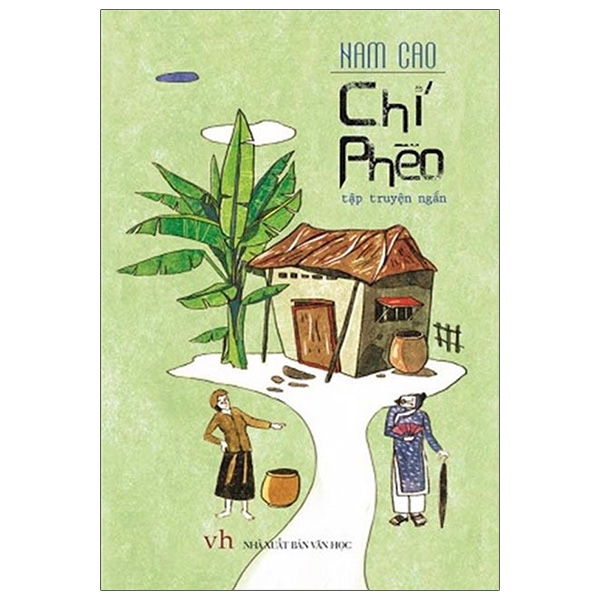 NAM CAO
Chí
Phèo
tập truyện ngắn
vh NHÀ XUẤT BẢN VĂN HỌC